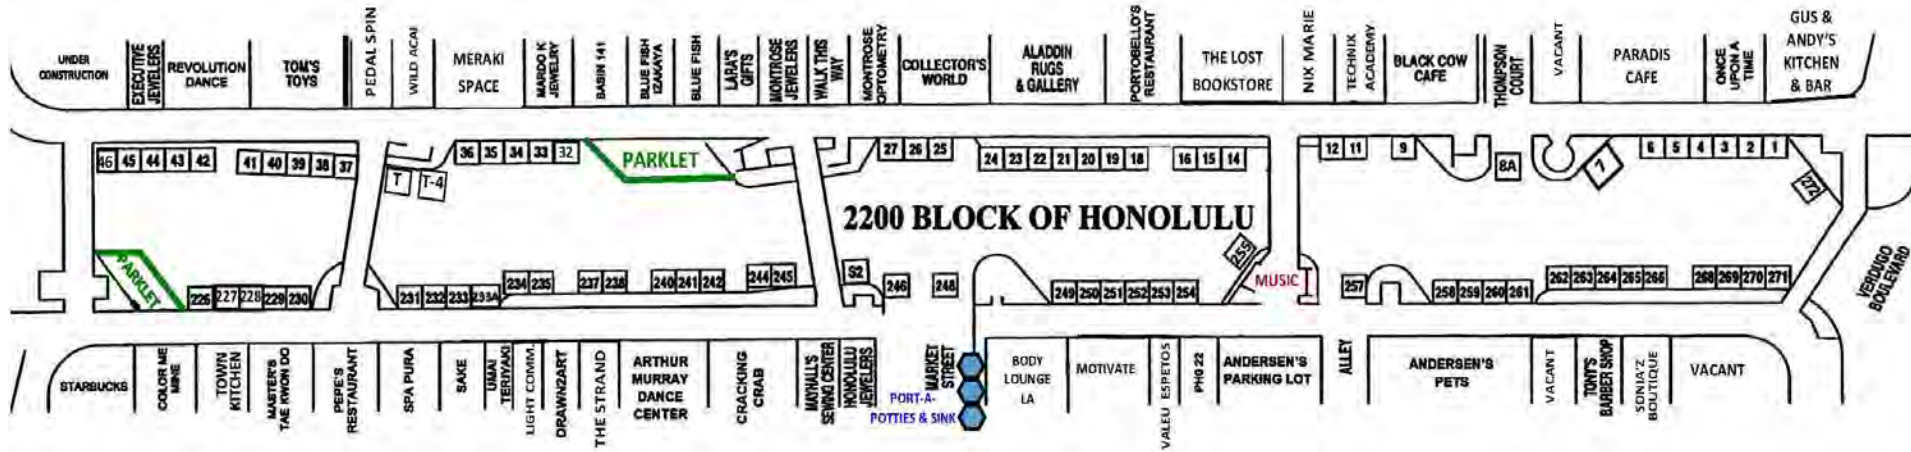 UNDER
CONSTRUCTION
EXECUTIVE
JEWELERS
REVOLUTION
DANCE
TOM'S
TOYS
PEDAL SPIN
WILD ACAI
MERAKI
SPACE
MARDO K
JEWELRY
BASIN 141
BLUE FISH
IZAKAYA
BLUE FISH
LARA'S
GIFTS
MONTROSE
JEWELERS
WALK THIS
WAY
MONTROSE
OPTOMETRY
COLLECTOR'S
WORLD
ALADDIN
RUGS
& GALLERY
PORTOBELLO'S
RESTAURANT
THE LOST
BOOKSTORE
NIX MARIE
TECHNIX
ACADEMY
BLACK COW
CAFE
THOMPSON
COURT
VACANT
PARADIS
CAFE
ONCE
UPON A
TIME
GUS &
ANDY'S
KITCHEN
& BAR
46 45 44 43 42 41 40 39 38 37
T T-4
36 35 34 33 32
PARKLET
27 26 25 24 23 22 21 20 19 18 16 15 14
12 11 9 8A 7 6 5 4 3 2 1
272
2200 BLOCK OF HONOLULU
PARKLET
226 227 228 229 230
231 232 233 233A 234 235 237 238 240 241 242 244 245
S2 246 248
249 250 251 252 253 254 255
MUSIC
257 258 259 260 261 262 263 264 265 266 268 269 270 271
VERDUGO
BOULEVARD
STARBUCKS
COLOR ME
MINE
TOWN
KITCHEN
MASTER'S
TAE KWON DO
PEPE'S
RESTAURANT
SPA PURA
SAKE
UMAI
TERIYAKI
LIGHT COMM.
DRAWN2ART
THE STRAND
ARTHUR
MURRAY
DANCE
CENTER
CRACKING
CRAB
MAYHALL'S
SEWING CENTER
HONOLULU
JEWELERS
MARKET
STREET
PORT-A-
POTTIES & SINK
BODY
LOUNGE
LA
MOTIVATE
VALEU ESPETOS
PHO 22
ANDERSEN'S
PARKING LOT
ALLEY
ANDERSEN'S
PETS
VACANT
TONY'S
BARBER SHOP
SONIA'Z
BOUTIQUE
VACANT